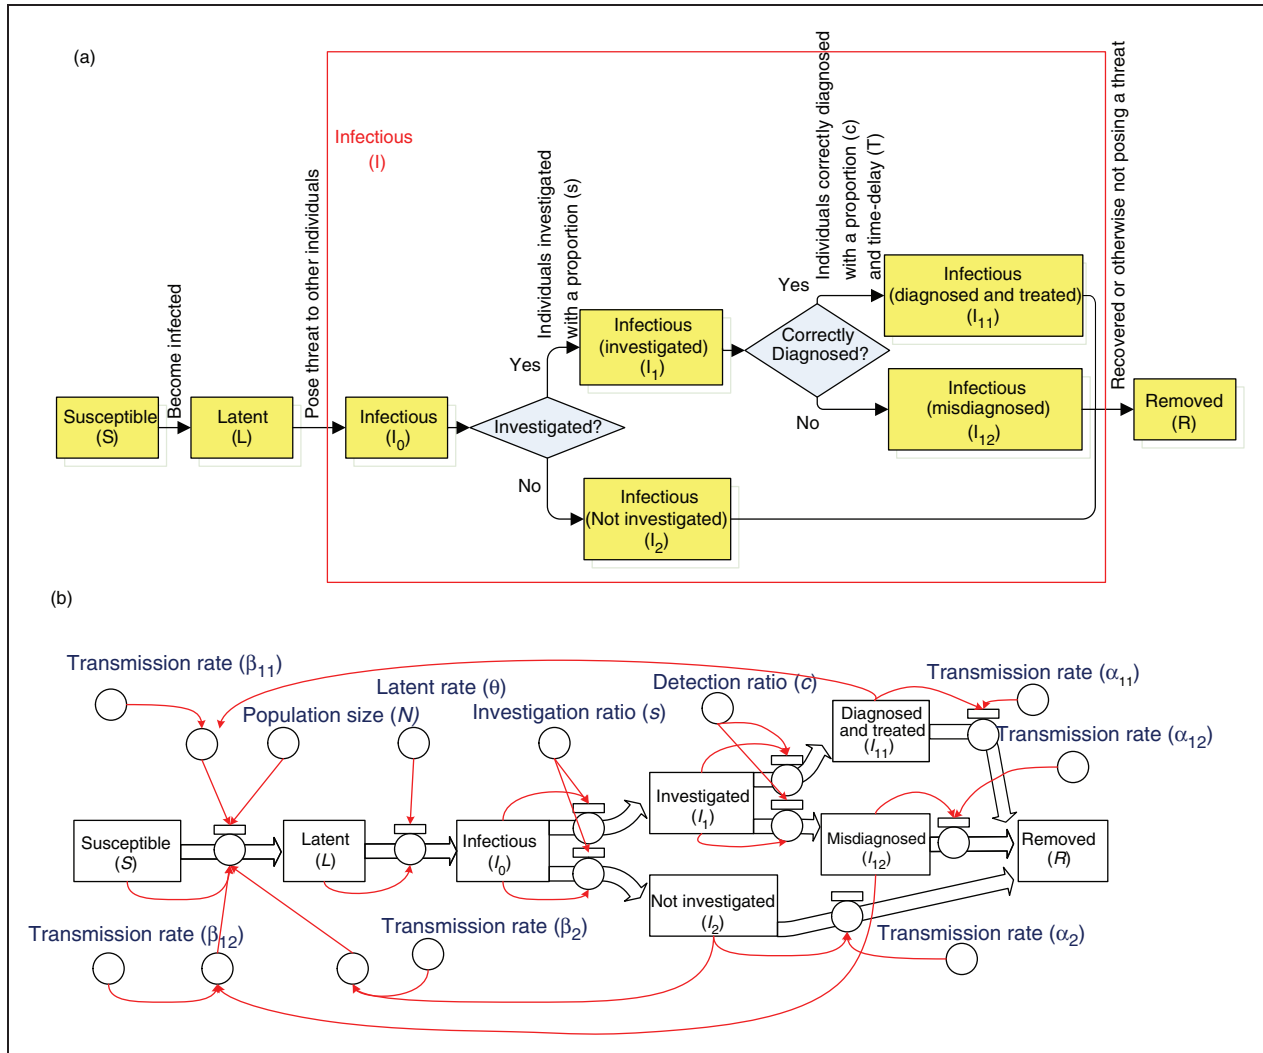 (a)
Infectious
(I)
Become infected
Pose threat to other individuals
Individuals investigated
with a proportion (s)
Individuals correctly diagnosed
with a proportion (c)
and time-delay (T)
Recovered or otherwise not posing a threat
Susceptible
(S)
Latent
(L)
Infectious
(I0)
Investigated?
Yes
No
Infectious
(investigated)
(I1)
Infectious
(Not investigated)
(I2)
Correctly
Diagnosed?
Yes
No
Infectious
(diagnosed and treated)
(I11)
Infectious
(misdiagnosed)
(I12)
Removed
(R)
(b)
Transmission rate (β11)
Population size (N)
Latent rate (θ)
Investigation ratio (s)
Detection ratio (c)
Transmission rate (α11)
Transmission rate (α12)
Diagnosed
and treated
(I11)
Investigated
(I1)
Susceptible
(S)
Latent
(L)
Infectious
(I0)
Misdiagnosed
(I12)
Removed
(R)
Not investigated
(I2)
Transmission rate (β12)
Transmission rate (β2)
Transmission rate (α2)